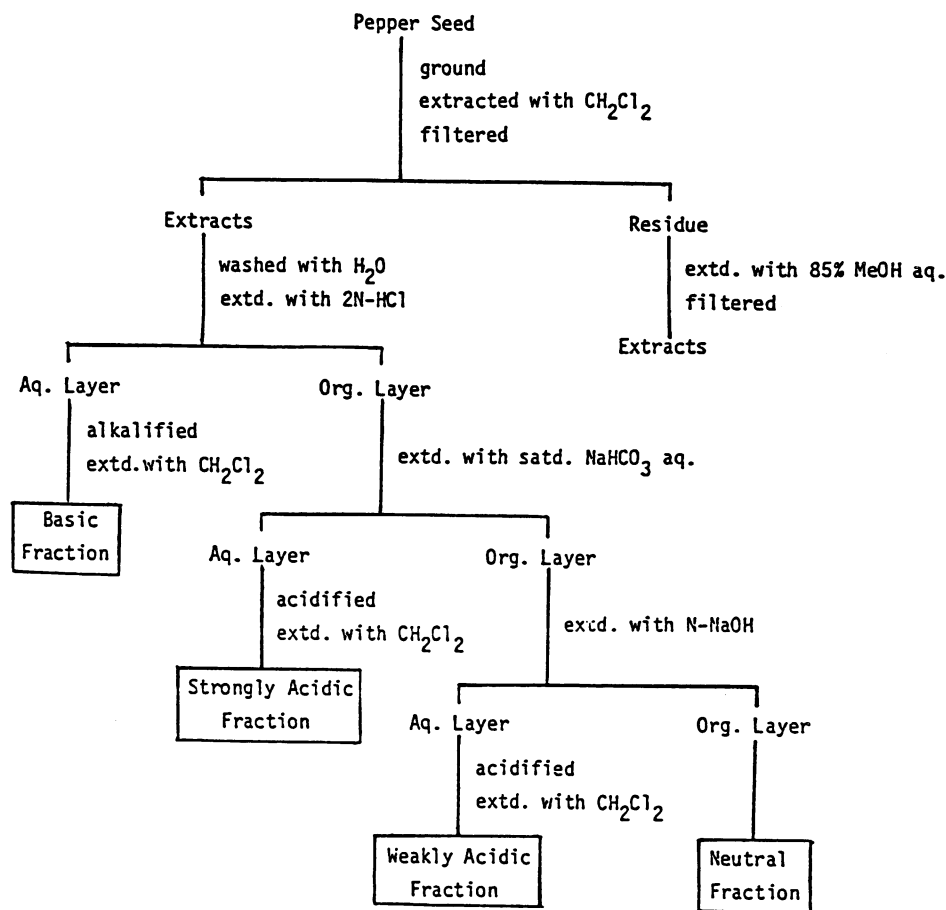 Pepper Seed
ground
extracted with CH2Cl2
filtered
Extracts
Residue
washed with H2O
extd. with 2N-HCl
extd. with 85% MeOH aq.
filtered
Extracts
Aq. Layer
Org. Layer
alkalified
extd.with CH2Cl2
extd. with satd. NaHCO3 aq.
Basic
Fraction
Aq. Layer
Org. Layer
acidified
extd. with CH2Cl2
extd. with N-NaOH
Strongly Acidic
Fraction
Aq. Layer
Org. Layer
acidified
extd. with CH2Cl2
Weakly Acidic
Fraction
Neutral
Fraction